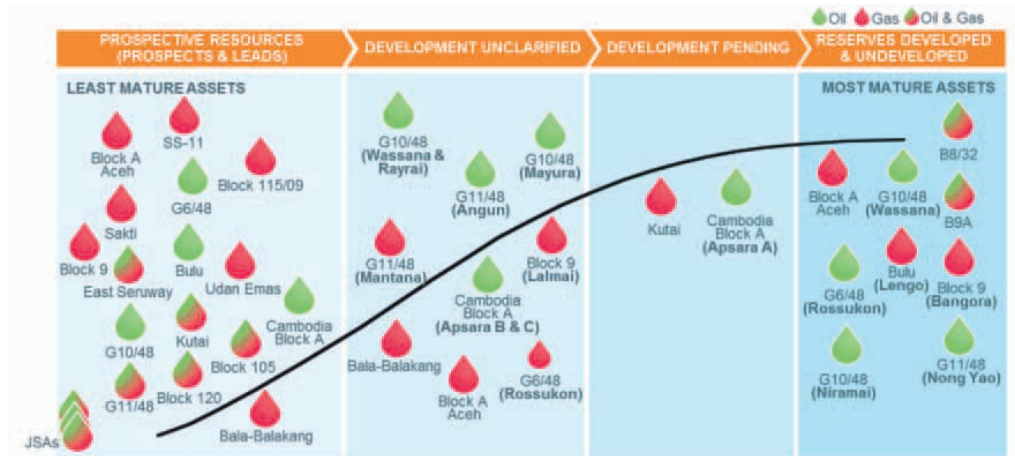 Oil Gas Oil & Gas
PROSPECTIVE RESOURCES
(PROSPECTS & LEADS)
DEVELOPMENT UNCLARIFIED
DEVELOPMENT PENDING
RESERVES DEVELOPED
& UNDEVELOPED
LEAST MATURE ASSETS
Block A
Aceh
SS-11
Block 115/09
G6/48
Sakti
Block 9
East Seruway
Bulu
Udan Emas
Cambodia
Block A
G10/48
Kutai
Block 105
G11/48
Block 120
JSAs
Bala-Balakang
G10/48
(Wassana &
Rayrai)
G10/48
(Mayura)
G11/48
(Angun)
G11/48
(Mantana)
Block 9
(Lalmai)
Cambodia
Block A
(Apsara B & C)
Bala-Balakang
Block A
Aceh
G6/48
(Rossukon)
Kutai
Cambodia
Block A
(Apsara A)
MOST MATURE ASSETS
B8/32
Block A
Aceh
G10/48
(Wassana)
B9A
G6/48
(Rossukon)
Bulu
(Lengo)
Block 9
(Bangora)
G10/48
(Niramai)
G11/48
(Nong Yao)